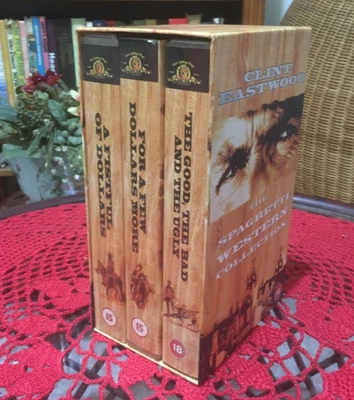 A FISTFUL
OF DOLLARS
15
FOR A FEW
DOLLARS MORE
15
THE GOOD THE BAD
AND THE UGLY
18
CLINT
EASTWOOD
THE
SPAGHETTI
WESTERN
COLLECTION